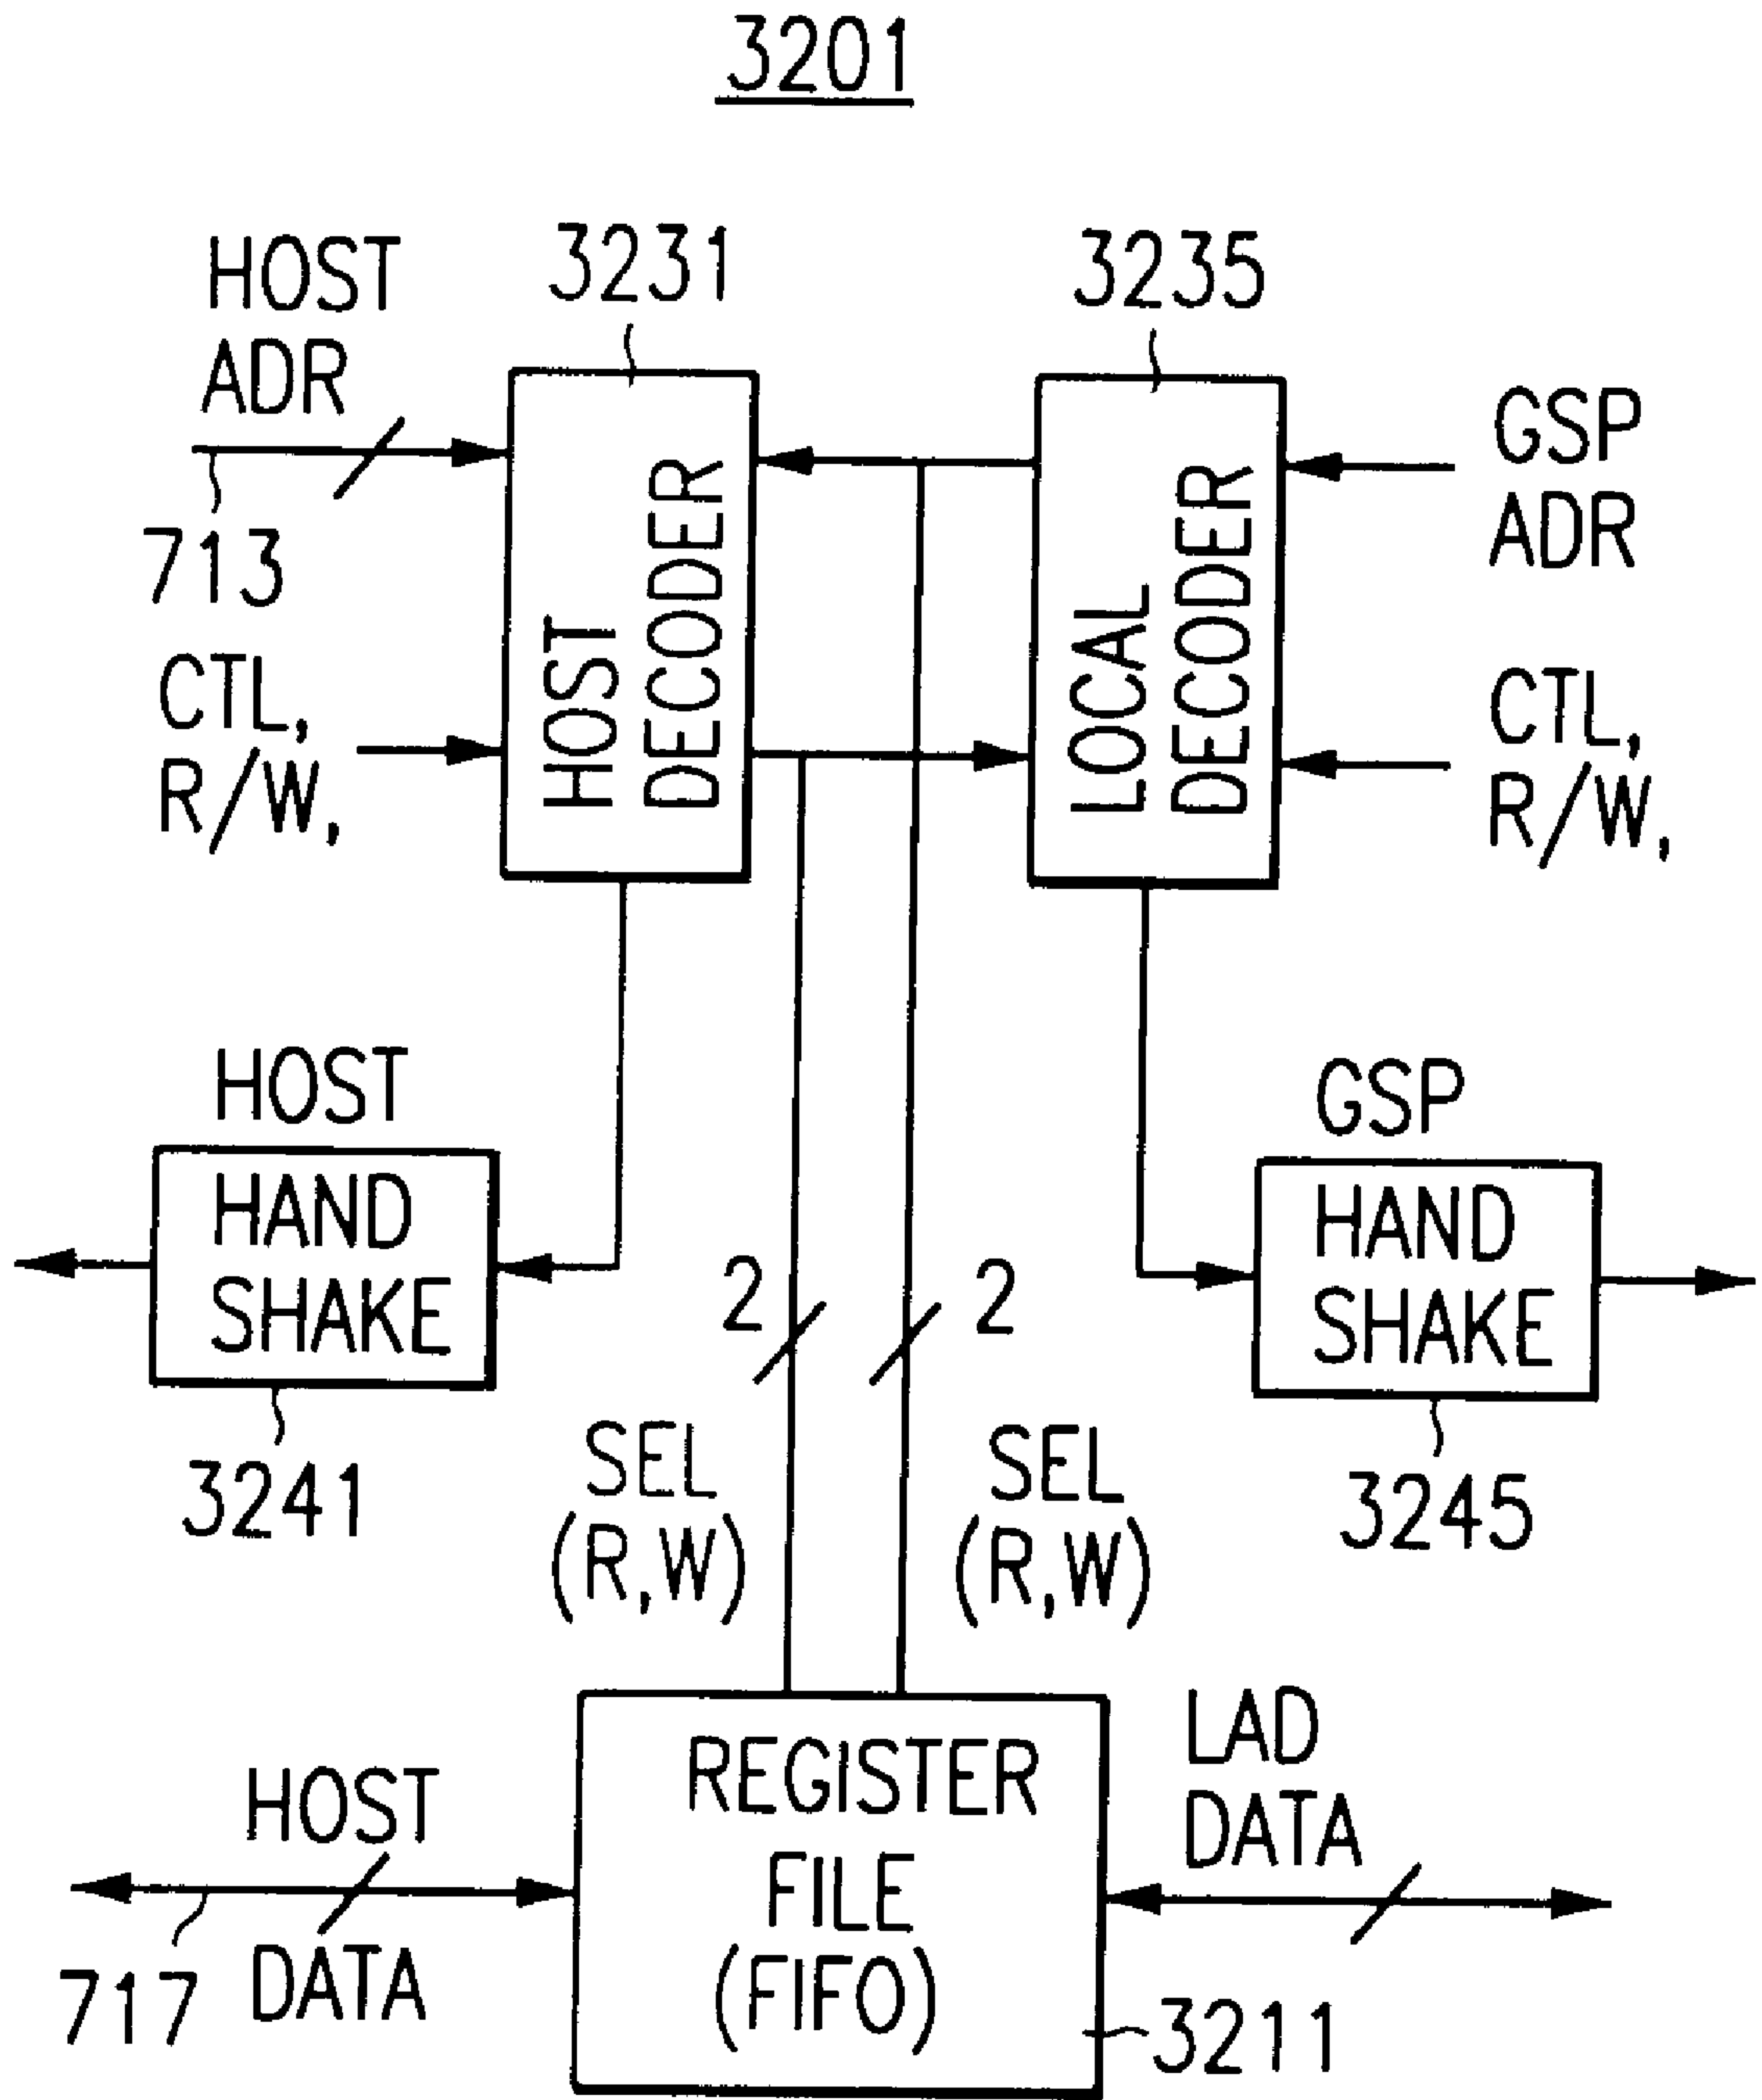 3201
HOST
ADR
3231
3235
GSP
ADR
713
CTL,
R/W,
HOST
DECODER
LOCAL
DECODER
CTL,
R/W,
HOST
HAND
SHAKE
3241
GSP
HAND
SHAKE
3245
2
2
SEL
(R,W)
SEL
(R,W)
HOST
DATA
717
REGISTER
FILE
(FIFO)
LAD
DATA
3211